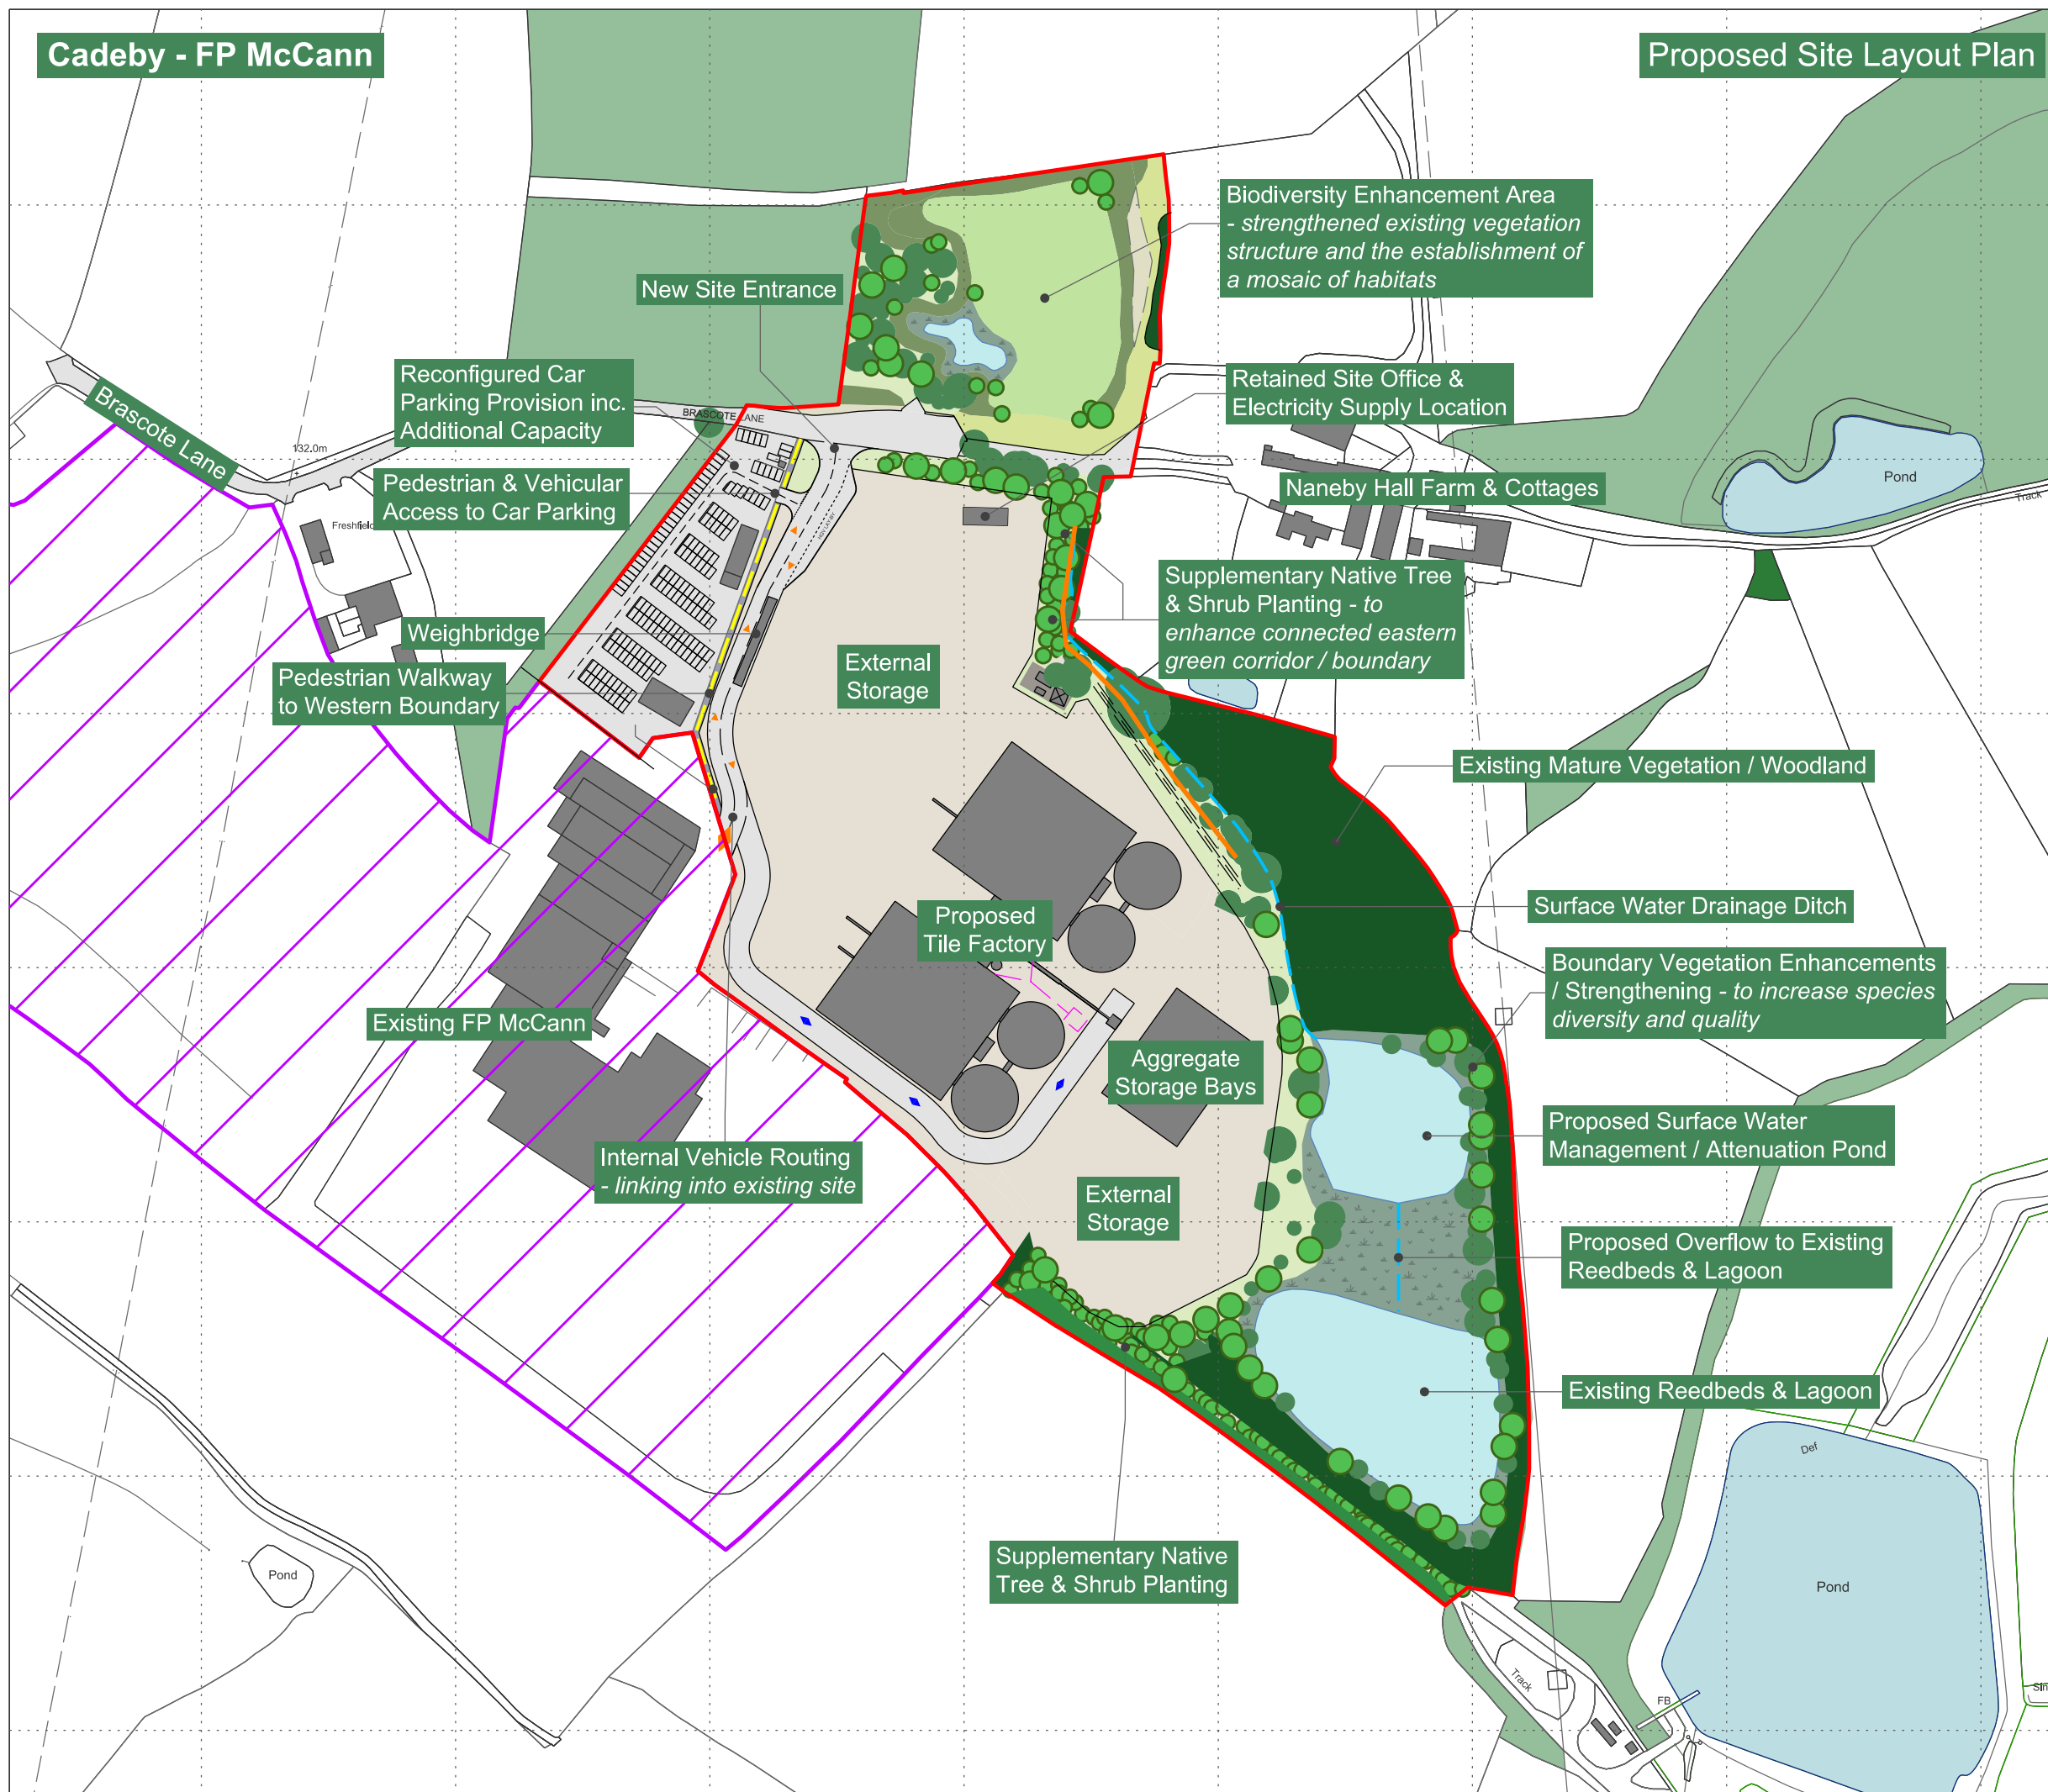 Cadeby - FP McCann
Proposed Site Layout Plan
Biodiversity Enhancement Area
- strengthened existing vegetation
structure and the establishment of
a mosaic of habitats
New Site Entrance
Reconfigured Car
Parking Provision inc.
Additional Capacity
Retained Site Office &
Electricity Supply Location
Brascote Lane
BRASCOTE LANE
132.0m
Pedestrian & Vehicular
Access to Car Parking
Naneby Hall Farm & Cottages
Pond
Track
Freshfield
HGV LAY-BY
Supplementary Native Tree
& Shrub Planting - to
enhance connected eastern
green corridor / boundary
Weighbridge
External
Storage
Pedestrian Walkway
to Western Boundary
Existing Mature Vegetation / Woodland
Surface Water Drainage Ditch
Proposed
Tile Factory
Boundary Vegetation Enhancements
/ Strengthening - to increase species
diversity and quality
Existing FP McCann
Aggregate
Storage Bays
Proposed Surface Water
Management / Attenuation Pond
Internal Vehicle Routing
- linking into existing site
External
Storage
Proposed Overflow to Existing
Reedbeds & Lagoon
Existing Reedbeds & Lagoon
Def
Supplementary Native
Tree & Shrub Planting
Pond
Pond
Track
FB